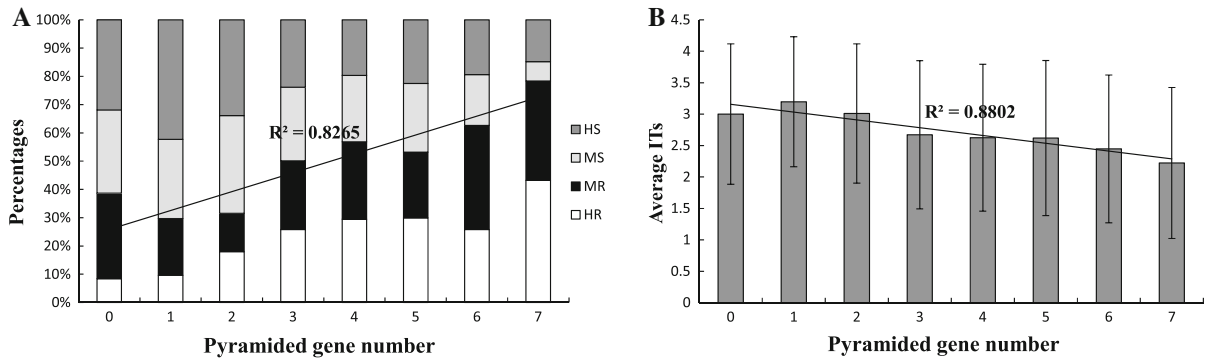 A
100%
90%
80%
70%
60%
50%
40%
30%
20%
10%
0%
Percentages
R² = 0.8265
HS
MS
MR
HR
0 1 2 3 4 5 6 7
Pyramided gene number
B
4.5
4
3.5
3
2.5
2
1.5
1
0.5
0
Average ITs
R² = 0.8802
0 1 2 3 4 5 6 7
Pyramided gene number